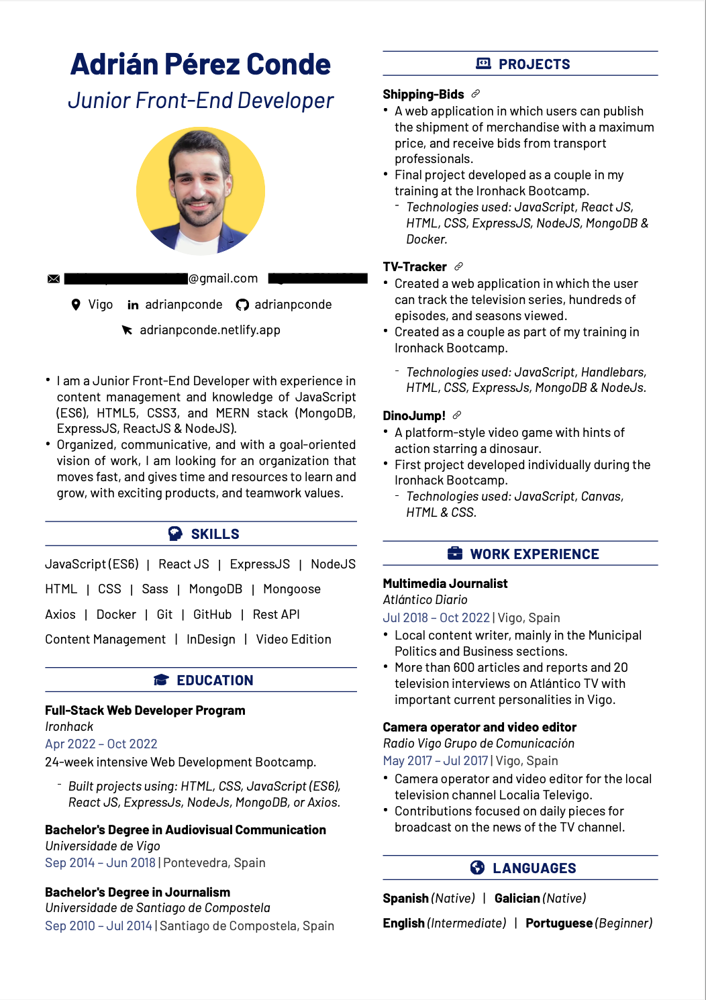 Adrián Pérez Conde
Junior Front-End Developer
@gmail.com
Vigo adrianpconde adrianpconde
adrianpconde.netlify.app
• I am a Junior Front-End Developer with experience in
content management and knowledge of JavaScript
(ES6), HTML5, CSS3, and MERN stack (MongoDB,
ExpressJS, ReactJS & NodeJS).
• Organized, communicative, and with a goal-oriented
vision of work, I am looking for an organization that
moves fast, and gives time and resources to learn and
grow, with exciting products, and teamwork values.
SKILLS
JavaScript (ES6) | React JS | ExpressJS | NodeJS
HTML | CSS | Sass | MongoDB | Mongoose
Axios | Docker | Git | GitHub | Rest API
Content Management | InDesign | Video Edition
EDUCATION
Full-Stack Web Developer Program
Ironhack
Apr 2022 – Oct 2022
24-week intensive Web Development Bootcamp.
- Built projects using: HTML, CSS, JavaScript (ES6),
React JS, ExpressJs, NodeJs, MongoDB, or Axios.
Bachelor's Degree in Audiovisual Communication
Universidade de Vigo
Sep 2014 – Jun 2018 | Pontevedra, Spain
Bachelor's Degree in Journalism
Universidade de Santiago de Compostela
Sep 2010 – Jul 2014 | Santiago de Compostela, Spain
PROJECTS
Shipping-Bids
• A web application in which users can publish
the shipment of merchandise with a maximum
price, and receive bids from transport
professionals.
• Final project developed as a couple in my
training at the Ironhack Bootcamp.
- Technologies used: JavaScript, React JS,
HTML, CSS, ExpressJS, NodeJS, MongoDB &
Docker.
TV-Tracker
• Created a web application in which the user
can track the television series, hundreds of
episodes, and seasons viewed.
• Created as a couple as part of my training in
Ironhack Bootcamp.
- Technologies used: JavaScript, Handlebars,
HTML, CSS, ExpressJs, MongoDB & NodeJs.
DinoJump!
• A platform-style video game with hints of
action starring a dinosaur.
• First project developed individually during the
Ironhack Bootcamp.
- Technologies used: JavaScript, Canvas,
HTML & CSS.
WORK EXPERIENCE
Multimedia Journalist
Atlántico Diario
Jul 2018 – Oct 2022 | Vigo, Spain
• Local content writer, mainly in the Municipal
Politics and Business sections.
• More than 600 articles and reports and 20
television interviews on Atlántico TV with
important current personalities in Vigo.
Camera operator and video editor
Radio Vigo Grupo de Comunicación
May 2017 – Jul 2017 | Vigo, Spain
• Camera operator and video editor for the local
television channel Localia Televigo.
• Contributions focused on daily pieces for
broadcast on the news of the TV channel.
LANGUAGES
Spanish (Native) | Galician (Native)
English (Intermediate) | Portuguese (Beginner)